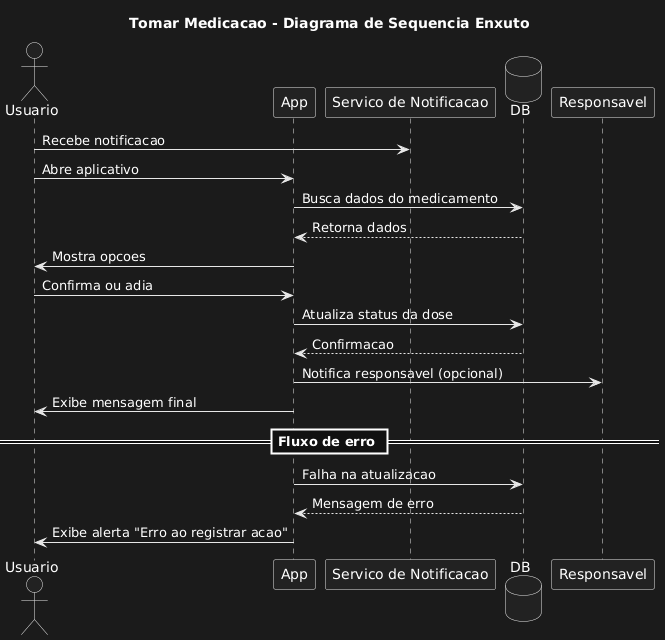 Tomar Medicacao - Diagrama de Sequencia Enxuto
Usuario
App
Servico de Notificacao
DB
Responsavel
Recebe notificacao
Abre aplicativo
Busca dados do medicamento
Retorna dados
Mostra opcoes
Confirma ou adia
Atualiza status da dose
Confirmacao
Notifica responsavel (opcional)
Exibe mensagem final
Fluxo de erro
Falha na atualizacao
Mensagem de erro
Exibe alerta "Erro ao registrar acao"
Usuario
App
Servico de Notificacao
DB
Responsavel